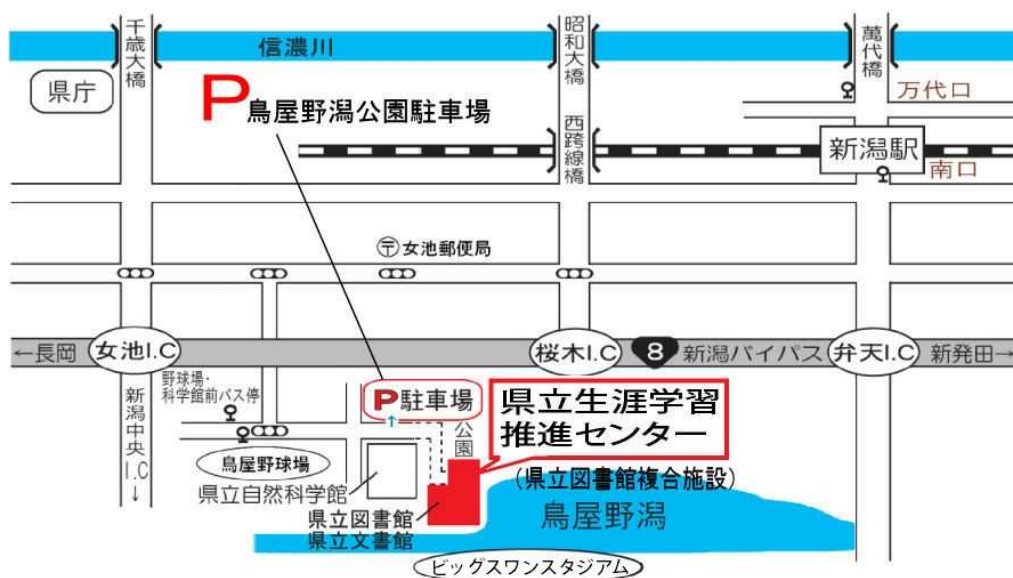 千歳大橋
信濃川
昭和大橋
萬代橋
県庁
P鳥屋野潟公園駐車場
万代口
西跨線橋
新潟駅
南口
〒女池郵便局
←長岡
女池I.C
桜木I.C
8
新潟バイパス
弁天I.C
新発田→
野球場・
科学館前バス停
新潟中央I.C↓
P駐車場
↑
公園
県立生涯学習
推進センター
(県立図書館複合施設)
鳥屋野球場
県立自然科学館
鳥屋野潟
県立図書館
県立文書館
ビッグスワンスタジアム